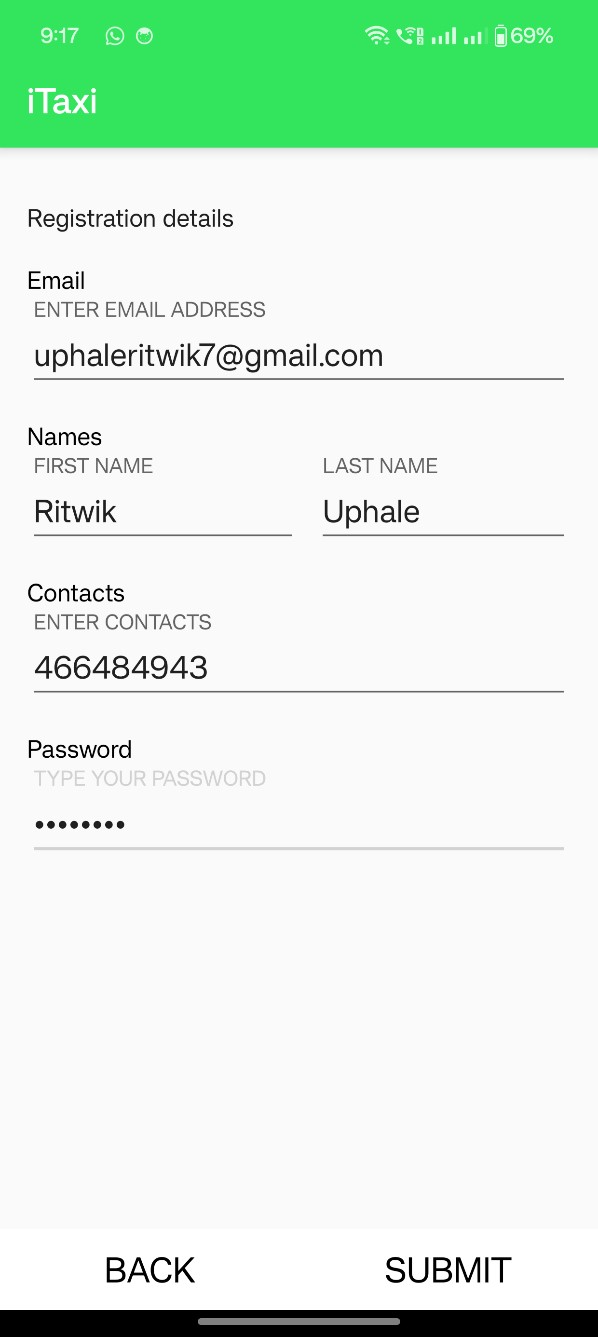 9:17 69%
iTaxi
Registration details
Email
ENTER EMAIL ADDRESS
uphaleritwik7@gmail.com
Names
FIRST NAME LAST NAME
Ritwik Uphale
Contacts
ENTER CONTACTS
466484943
Password
TYPE YOUR PASSWORD
••••••••
BACK SUBMIT